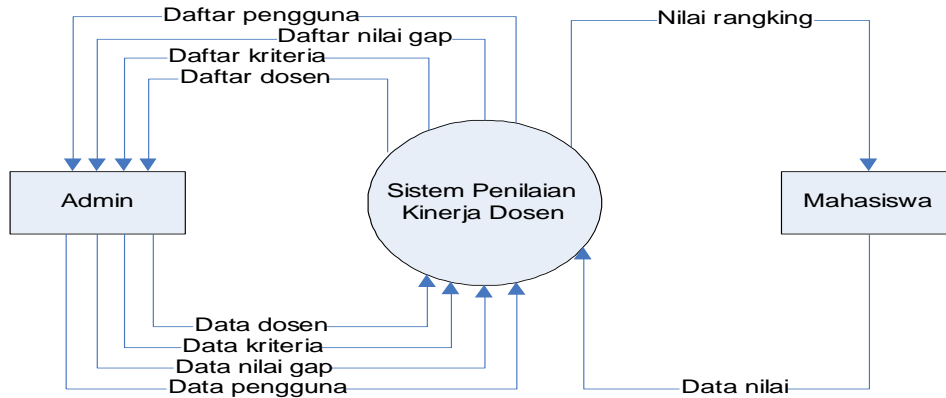 Daftar pengguna
Nilai rangking
Daftar nilai gap
Daftar kriteria
Daftar dosen
Admin
Sistem Penilaian
Kinerja Dosen
Mahasiswa
Data dosen
Data kriteria
Data nilai gap
Data pengguna
Data nilai